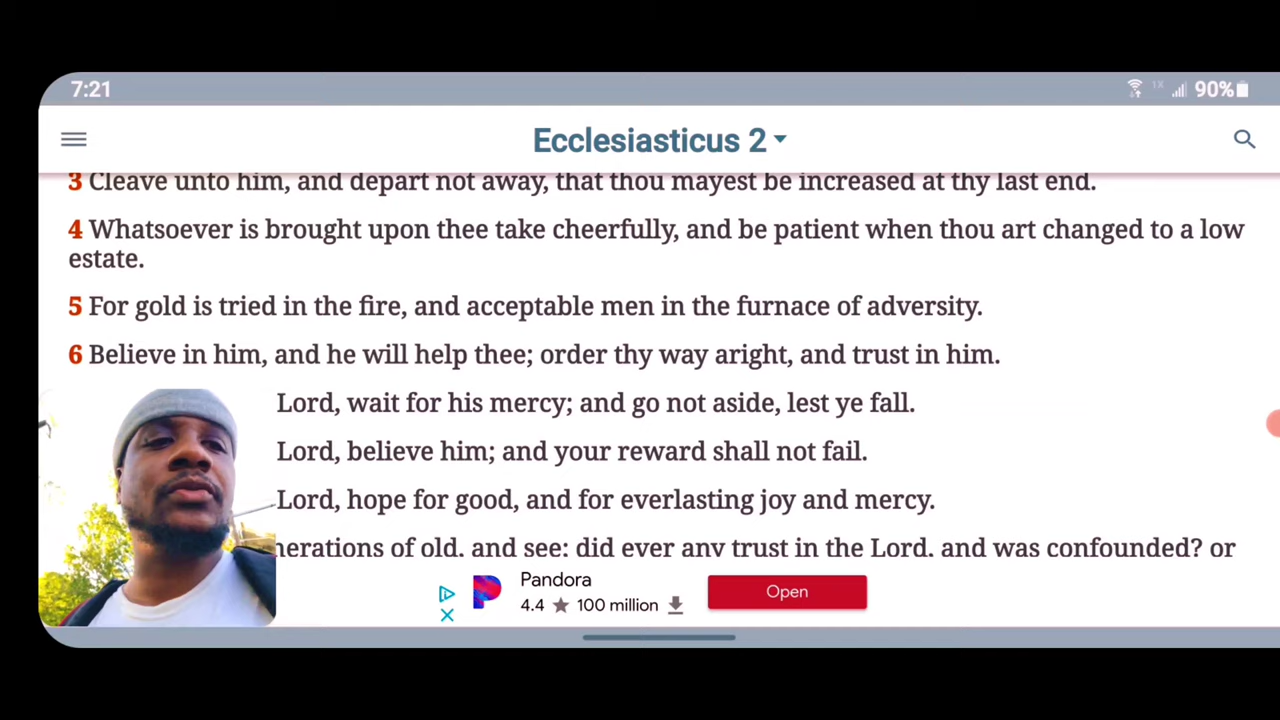 7:21
1X
90%
Ecclesiasticus 2
3 Cleave unto him, and depart not away, that thou mayest be increased at thy last end.
4 Whatsoever is brought upon thee take cheerfully, and be patient when thou art changed to a low
estate.
5 For gold is tried in the fire, and acceptable men in the furnace of adversity.
6 Believe in him, and he will help thee; order thy way aright, and trust in him.
Lord, wait for his mercy; and go not aside, lest ye fall.
Lord, believe him; and your reward shall not fail.
Lord, hope for good, and for everlasting joy and mercy.
nerations of old, and see: did ever any trust in the Lord, and was confounded? or
Pandora
4.4 ★ 100 million
Open